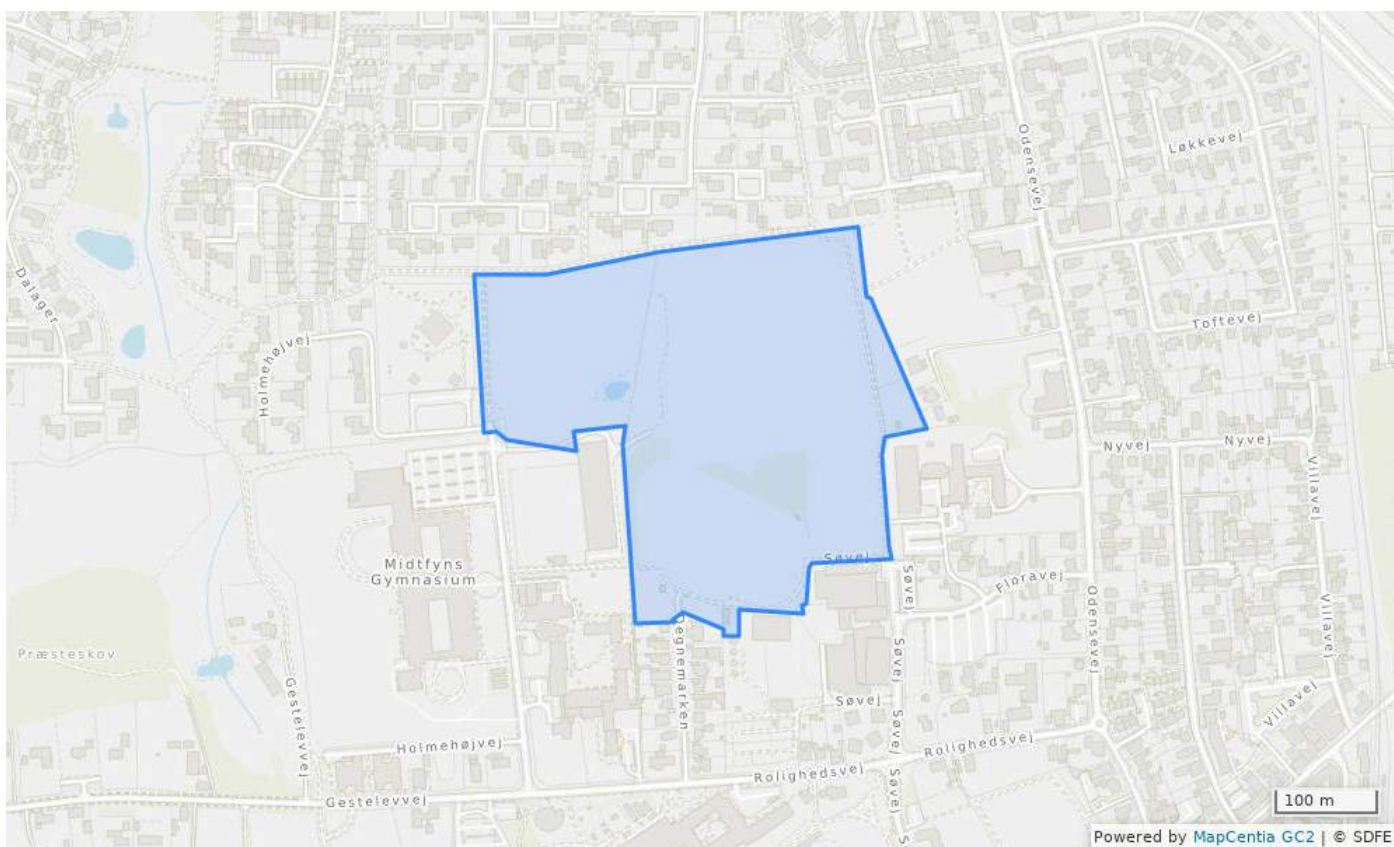 Odensevej
Løkkevej
Dalager
Toftevej
Holmehøjvej
Nyvej
Nyvej
Villavej
Midtfyns
Gymnasium
Søvej
Søvej
Floravej
Odensevej
Villavej
Degnemarken
Søvej
Præsteskov
Gestelevvej
Søvej
Villavej
Søvej
Holmehøjvej
Rolighedsvej
Rolighedsvej
Søvej
Gestelevvej
100 m
S
Powered by MapCentia GC2 | © SDFE